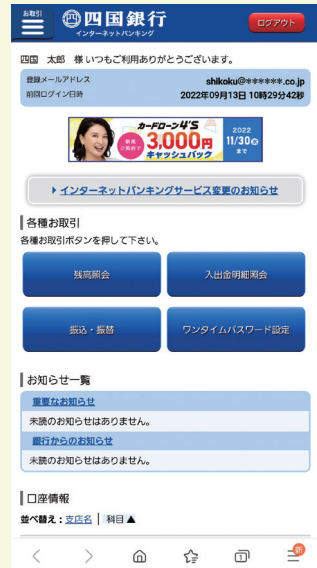 お取引
四国銀行
インターネットバンキング
ログアウト
四国 太郎 様 いつもご利用ありがとうございます。
登録メールアドレス shikoku@******.co.jp
前回ログイン日時 2022年09月13日 10時29分42秒
カードローン4'S
新規ご契約で
3,000円
キャッシュバック
2022
11/30㊌
まで
インターネットバンキングサービス変更のお知らせ
各種お取引
各種お取引ボタンを押して下さい。
残高照会 入出金明細照会
振込・振替 ワンタイムパスワード設定
お知らせ一覧
重要なお知らせ
未読のお知らせはありません。
銀行からのお知らせ
未読のお知らせはありません。
口座情報
並べ替え：支店名 | 科目▲
1
新